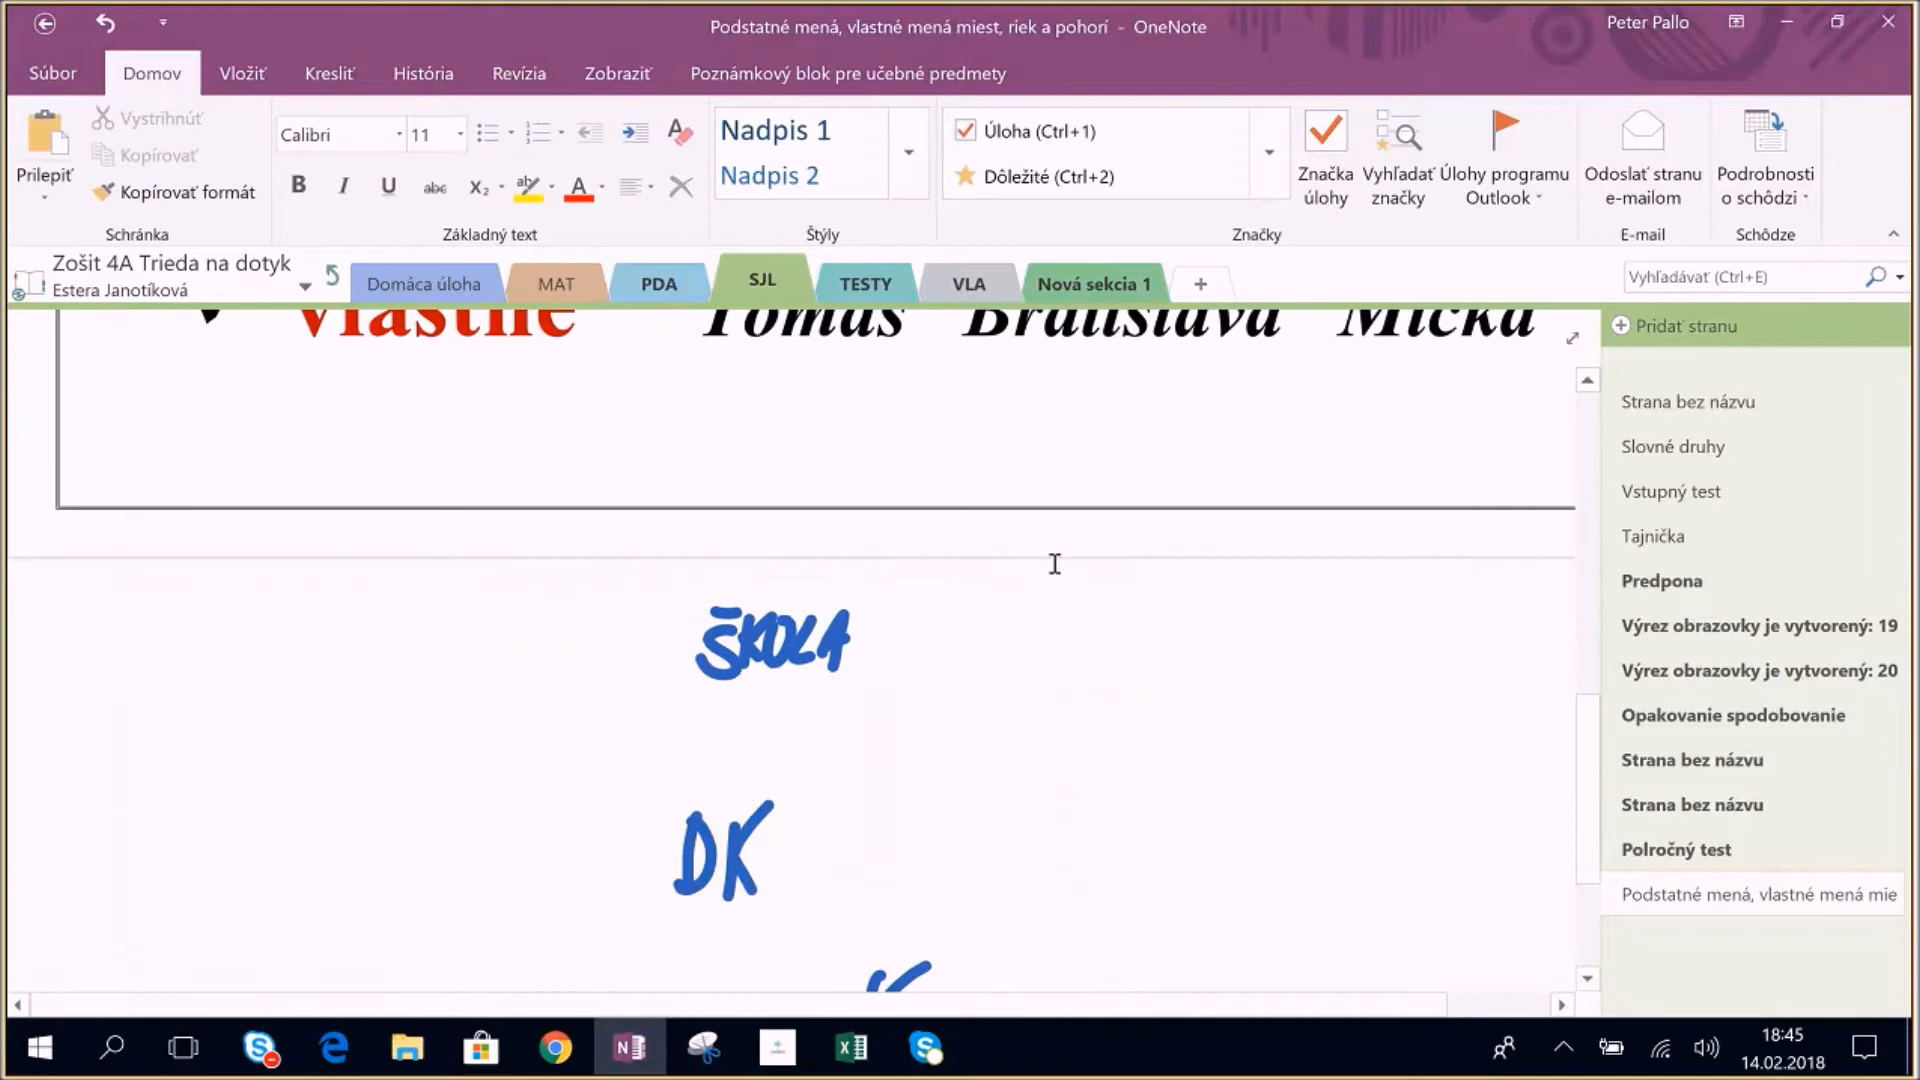 Podstatné mená, vlastné mená miest, riek a pohorí - OneNote
Peter Pallo
Súbor Domov Vložiť Kresliť História Revízia Zobraziť Poznámkový blok pre učebné predmety
Prilepiť
Vystrihnúť
Kopírovať
Kopírovať formát
Schránka
Calibri 11
B I U abc X₂ A
Základný text
Nadpis 1
Nadpis 2
Štýly
Úloha (Ctrl+1)
Dôležité (Ctrl+2)
Značky
Značka úlohy
Vyhľadať značky
Úlohy programu Outlook
Odoslať stranu e-mailom
E-mail
Podrobnosti o schôdzi
Schôdze
Zošit 4A Trieda na dotyk
Estera Janotíková
Domáca úloha MAT PDA SJL TESTY VLA Nová sekcia 1 +
Vyhľadávať (Ctrl+E)
Vlastné Tomáš Bratislava Micka
ŠKOLA
DK
Pridať stranu
Strana bez názvu
Slovné druhy
Vstupný test
Tajnička
Predpona
Výrez obrazovky je vytvorený: 19
Výrez obrazovky je vytvorený: 20
Opakovanie spodobovanie
Strana bez názvu
Strana bez názvu
Polročný test
Podstatné mená, vlastné mená mie
18:45
14.02.2018